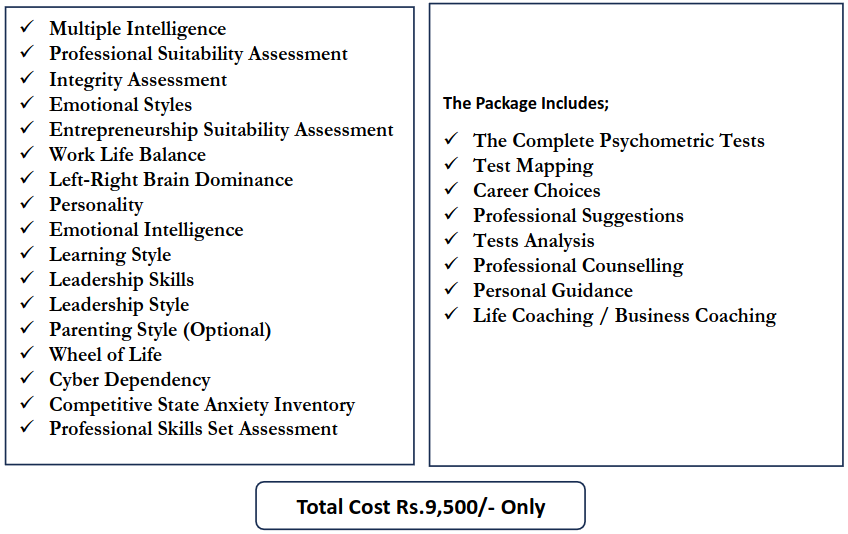 Multiple Intelligence
Professional Suitability Assessment
Integrity Assessment
Emotional Styles
Entrepreneurship Suitability Assessment
Work Life Balance
Left-Right Brain Dominance
Personality
Emotional Intelligence
Learning Style
Leadership Skills
Leadership Style
Parenting Style (Optional)
Wheel of Life
Cyber Dependency
Competitive State Anxiety Inventory
Professional Skills Set Assessment
The Package Includes;
The Complete Psychometric Tests
Test Mapping
Career Choices
Professional Suggestions
Tests Analysis
Professional Counselling
Personal Guidance
Life Coaching / Business Coaching
Total Cost Rs.9,500/- Only